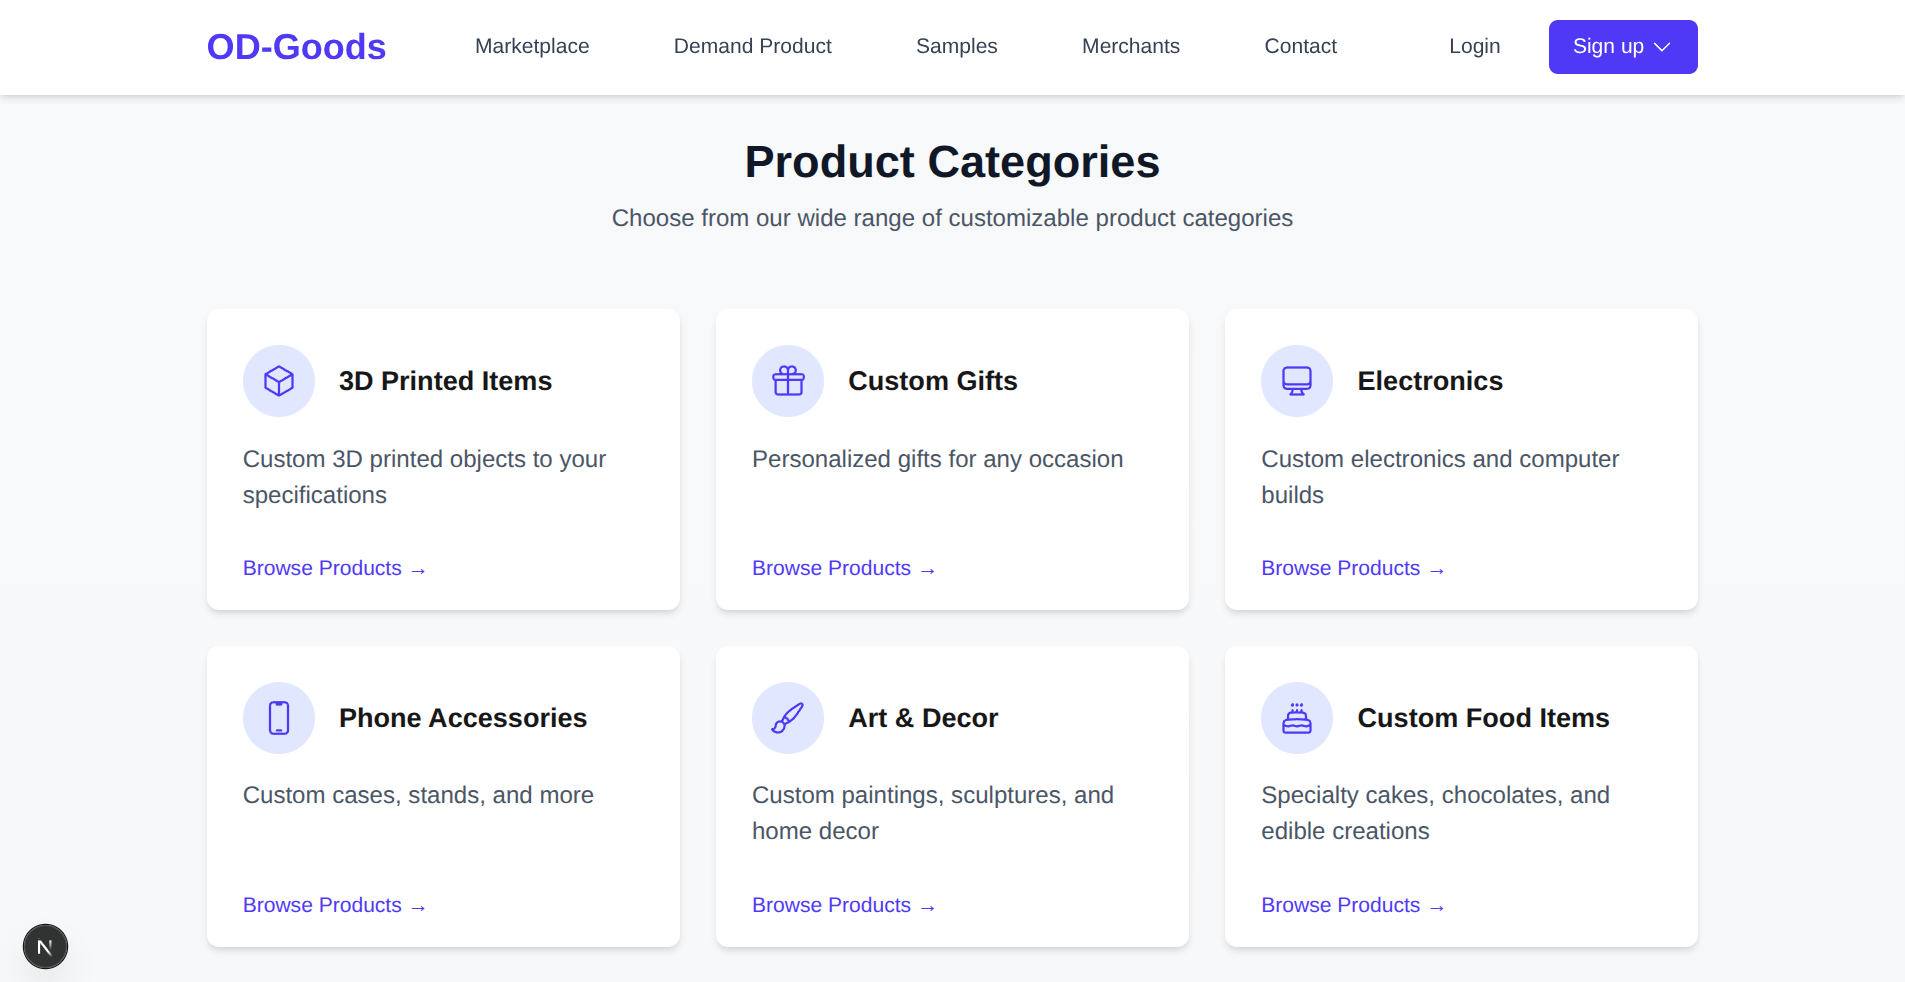 OD-Goods
Marketplace
Demand Product
Samples
Merchants
Contact
Login
Sign up
Product Categories
Choose from our wide range of customizable product categories
3D Printed Items
Custom 3D printed objects to your
specifications
Browse Products →
Custom Gifts
Personalized gifts for any occasion
Browse Products →
Electronics
Custom electronics and computer
builds
Browse Products →
Phone Accessories
Custom cases, stands, and more
Browse Products →
Art & Decor
Custom paintings, sculptures, and
home decor
Browse Products →
Custom Food Items
Specialty cakes, chocolates, and
edible creations
Browse Products →
N